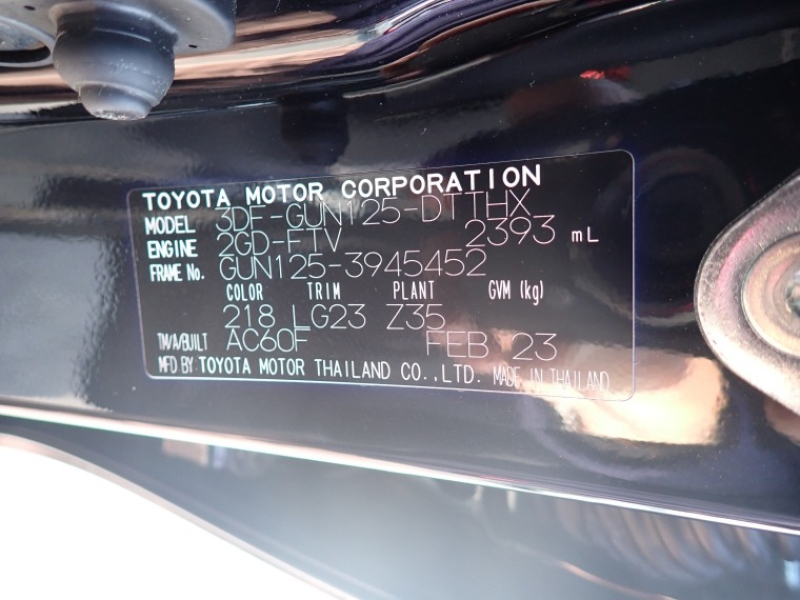 TOYOTA MOTOR CORPORATION
MODEL 3DF-GUN125-DTTHX
ENGINE 2GD-FTV 2393 mL
FRAME No. GUN125-3945452
COLOR TRIM PLANT GVM (kg)
218 LG23 Z35
TM/A/BUILT AC60F FEB 23
MFD BY TOYOTA MOTOR THAILAND CO.,LTD. MADE IN THAILAND